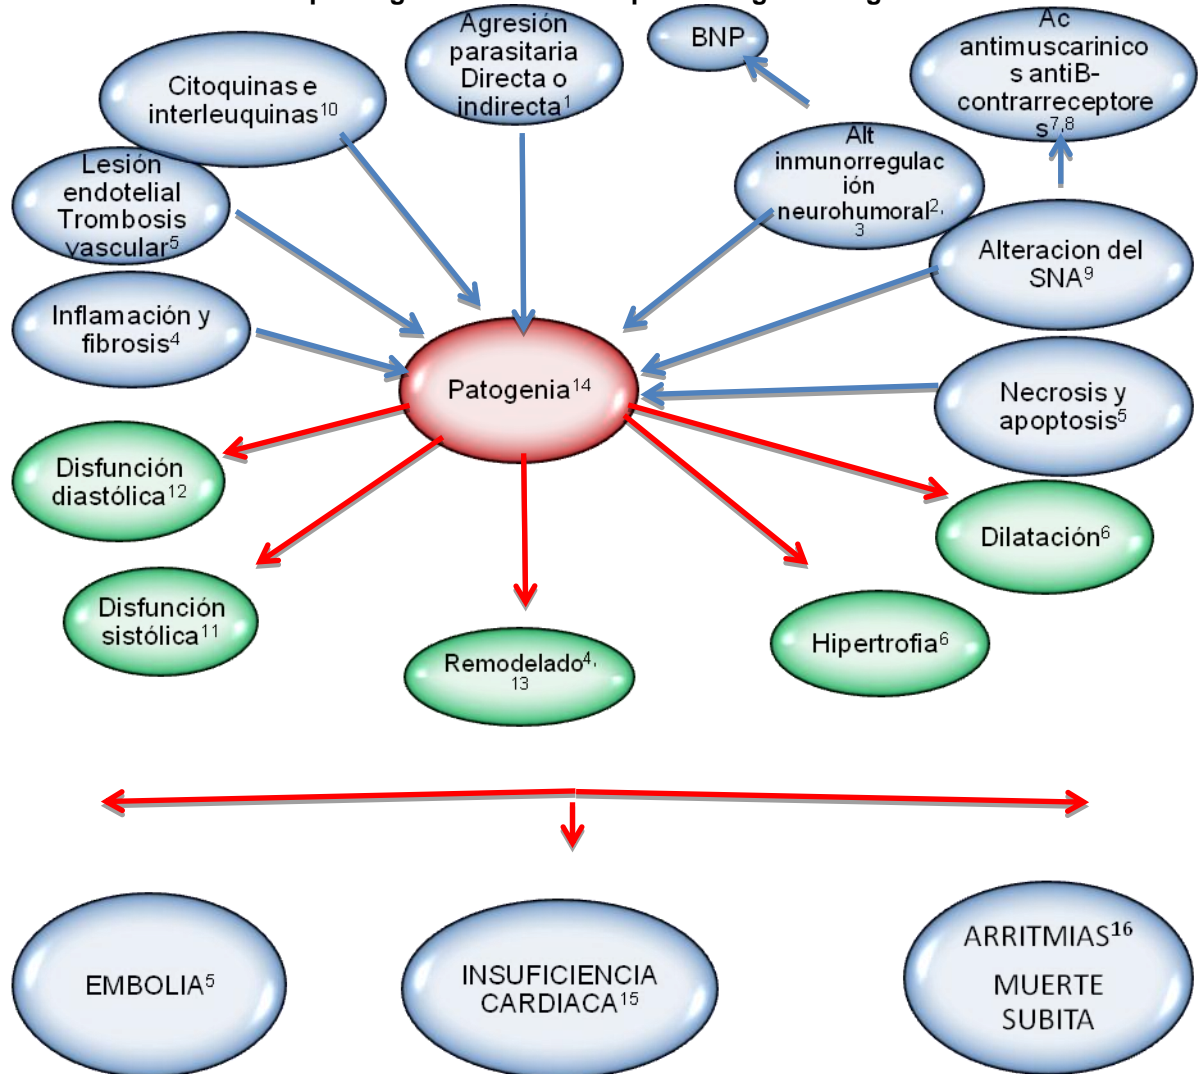 Citoquinas e
interleuquinas¹⁰
Agresión
parasitaria
Directa o
indirecta¹
BNP
Ac
antimuscarinico
s antiB-
contrarreceptore
s⁷,⁸
Lesión
endotelial
Trombosis
vascular⁵
Alt
inmunorregulac
ión
neurohumoral²,
³
Alteracion del
SNA⁹
Inflamación y
fibrosis⁴
Patogenia¹⁴
Necrosis y
apoptosis⁵
Disfunción
diastólica¹²
Dilatación⁶
Disfunción
sistólica¹¹
Remodelado⁴,
¹³
Hipertrofia⁶
EMBOLIA⁵
INSUFICIENCIA
CARDIACA¹⁵
ARRITMIAS¹⁶
MUERTE
SUBITA